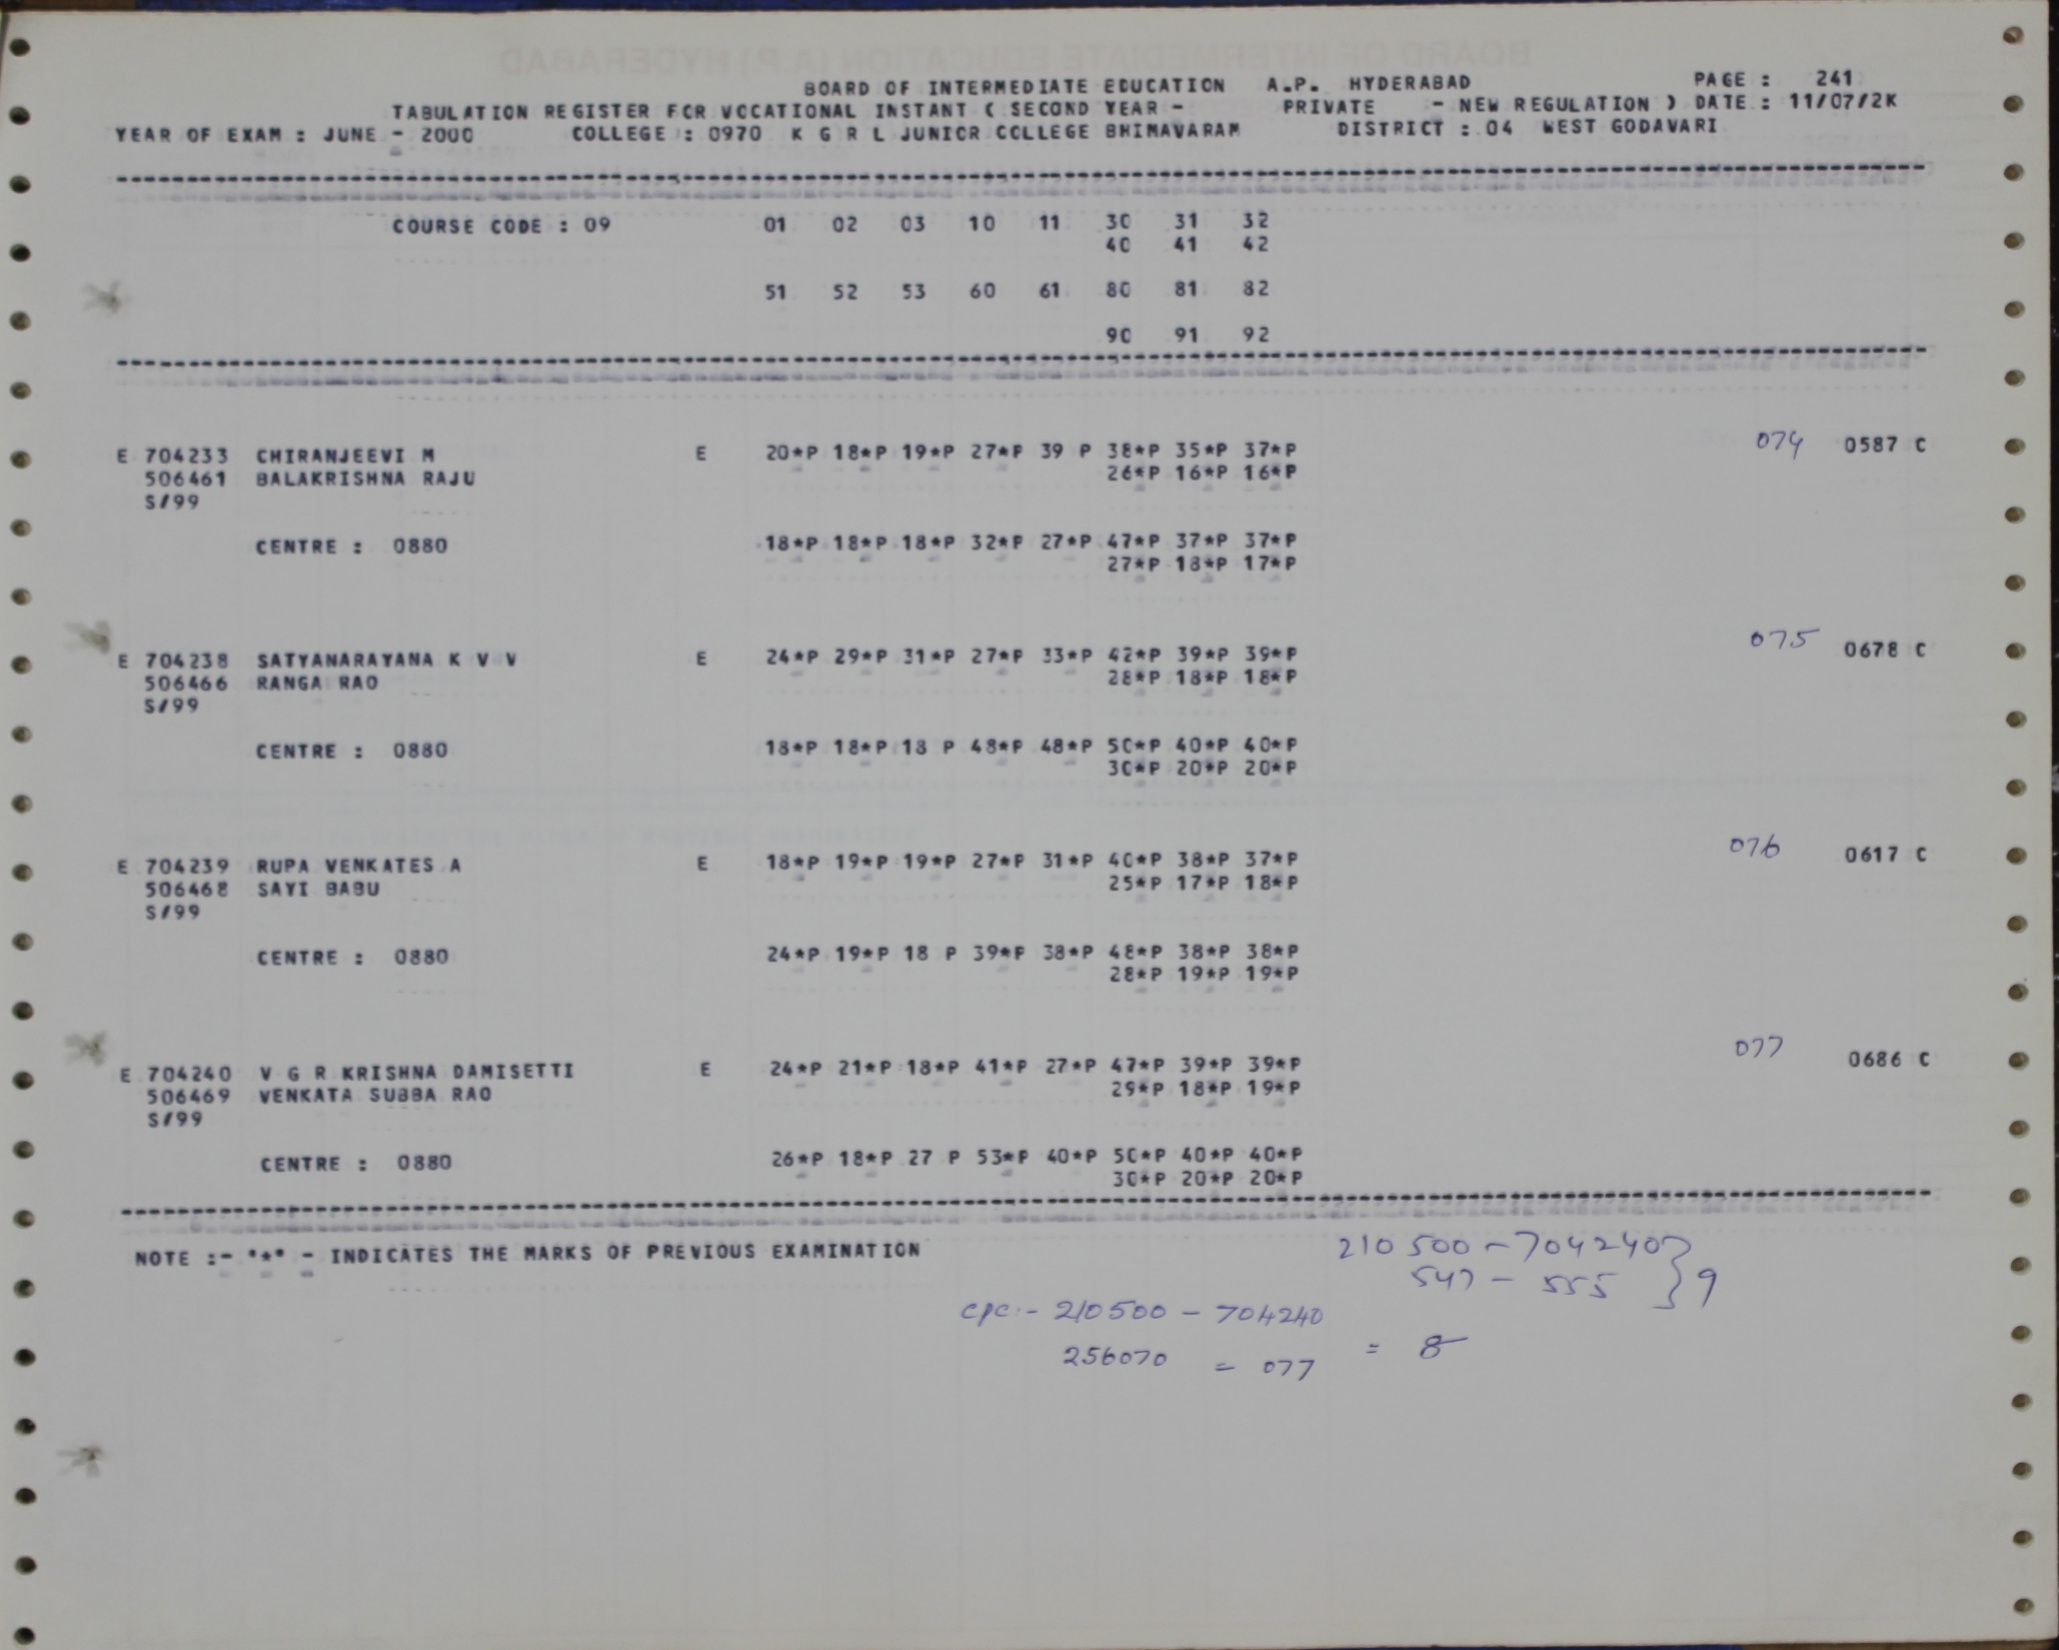 BOARD OF INTERMEDIATE EDUCATION A.P. HYDERABAD PAGE : 241
TABULATION REGISTER FOR VOCATIONAL INSTANT ( SECOND YEAR - PRIVATE - NEW REGULATION ) DATE : 11/07/2K
YEAR OF EXAM : JUNE - 2000 COLLEGE : 0970 K G R L JUNIOR COLLEGE BHIMAVARAM DISTRICT : 04 WEST GODAVARI
COURSE CODE : 09 01 02 03 10 11 30 31 32
40 41 42
51 52 53 60 61 80 81 82
90 91 92
E 704233 CHIRANJEEVI M E 20*P 18*P 19*P 27*P 39 P 38*P 35*P 37*P 074 0587 C
506461 BALAKRISHNA RAJU 26*P 16*P 16*P
S/99
CENTRE : 0880 18*P 18*P 18*P 32*P 27*P 47*P 37*P 37*P
27*P 18*P 17*P
E 704238 SATYANARAYANA K V V E 24*P 29*P 31*P 27*P 33*P 42*P 39*P 39*P 075 0678 C
506466 RANGA RAO 28*P 18*P 18*P
S/99
CENTRE : 0880 18*P 18*P 18 P 48*P 48*P 50*P 40*P 40*P
30*P 20*P 20*P
E 704239 RUPA VENKATES A E 18*P 19*P 19*P 27*P 31*P 40*P 38*P 37*P 076 0617 C
506468 SAYI BABU 25*P 17*P 18*P
S/99
CENTRE : 0880 24*P 19*P 18 P 39*P 38*P 48*P 38*P 38*P
28*P 19*P 19*P
E 704240 V G R KRISHNA DAMISETTI E 24*P 21*P 18*P 41*P 27*P 47*P 39*P 39*P 077 0686 C
506469 VENKATA SUBBA RAO 29*P 18*P 19*P
S/99
CENTRE : 0880 26*P 18*P 27 P 53*P 40*P 50*P 40*P 40*P
30*P 20*P 20*P
NOTE :- "*" - INDICATES THE MARKS OF PREVIOUS EXAMINATION
210500 - 704240
547 - 555 } 9
cpc :- 210500 - 704240
256070 = 077 = 8